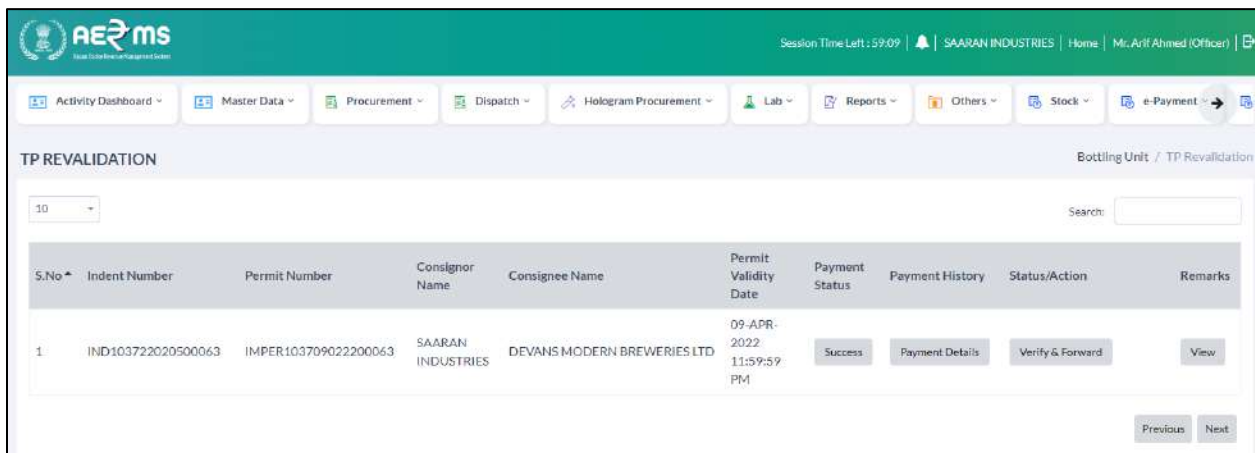 AERMS
Session Time Left : 59:09 | SAARAN INDUSTRIES | Home | Mr. Arif Ahmed (Officer) |
Activity Dashboard Master Data Procurement Dispatch Hologram Procurement Lab Reports Others Stock e-Payment
TP REVALIDATION
Bottling Unit / TP Revalidation
10
Search:
S.No Indent Number Permit Number Consignor Name Consignee Name Permit Validity Date Payment Status Payment History Status/Action Remarks
1 IND103722020500063 IMPER103709022200063 SAARAN INDUSTRIES DEVANS MODERN BREWERIES LTD 09-APR-2022 11:59:59 PM Success Payment Details Verify & Forward View
Previous Next